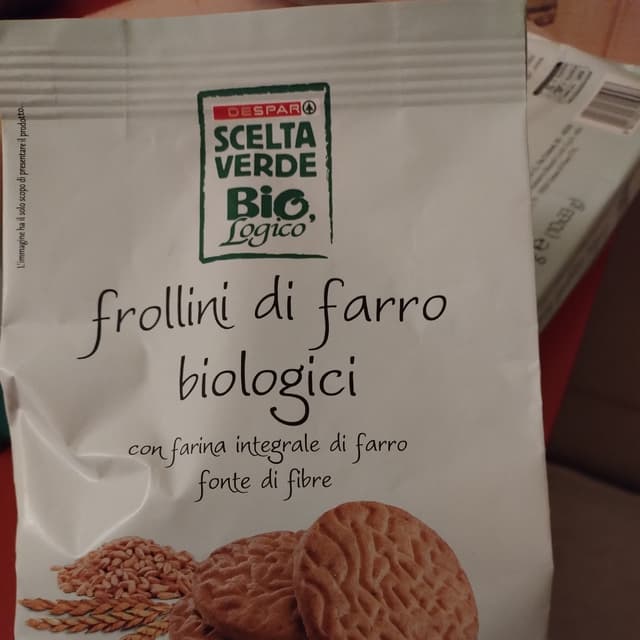 DESPAR
SCELTA
VERDE
BiO,
Logico
frollini di farro
biologici
con farina integrale di farro
fonte di fibre
L'immagine ha il solo scopo di presentare il prodotto.